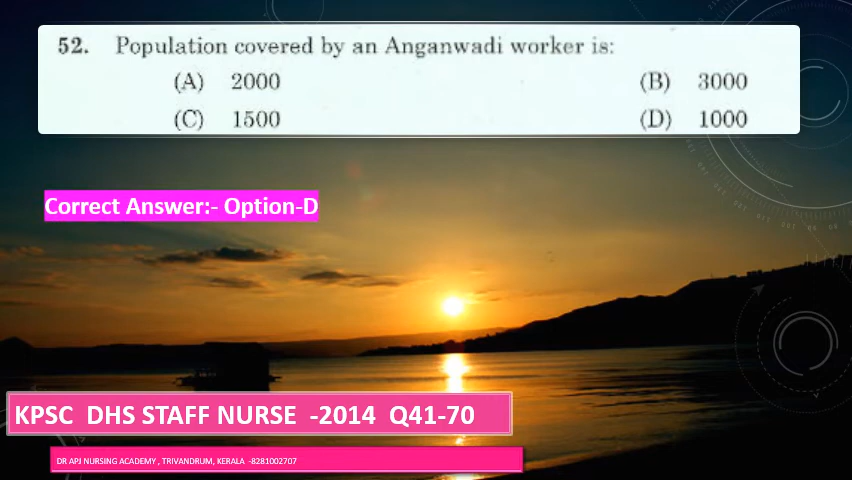 52. Population covered by an Anganwadi worker is:
(A) 2000 (B) 3000
(C) 1500 (D) 1000
Correct Answer:- Option-D
KPSC DHS STAFF NURSE -2014 Q41-70
DR APJ NURSING ACADEMY , TRIVANDRUM, KERALA -8281002707